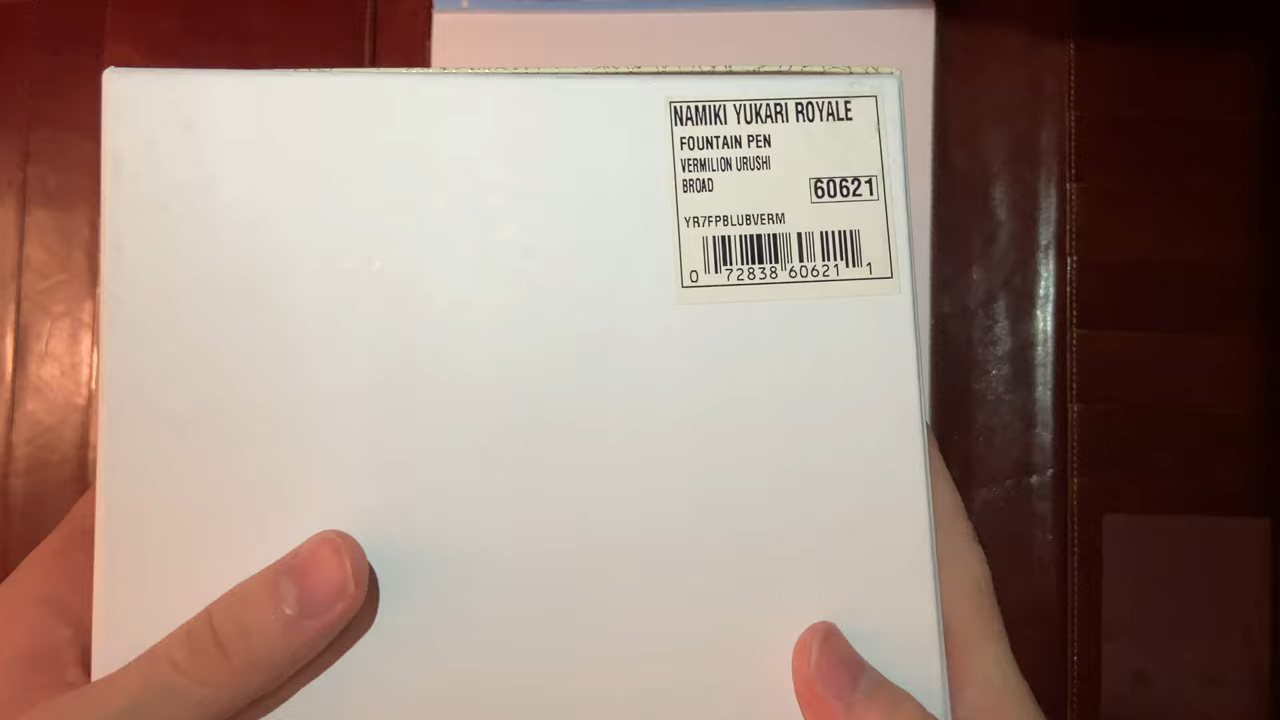 NAMIKI YUKARI ROYALE
FOUNTAIN PEN
VERMILION URUSHI
BROAD
60621
YR7FPBLUBVERM
0 72838 60621 1